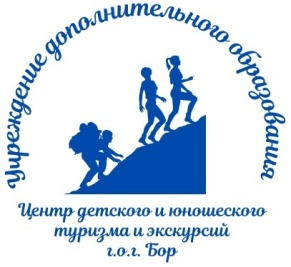 Учреждение дополнительного образования
Центр детского и юношеского
туризма и экскурсий
г.о.г. Бор